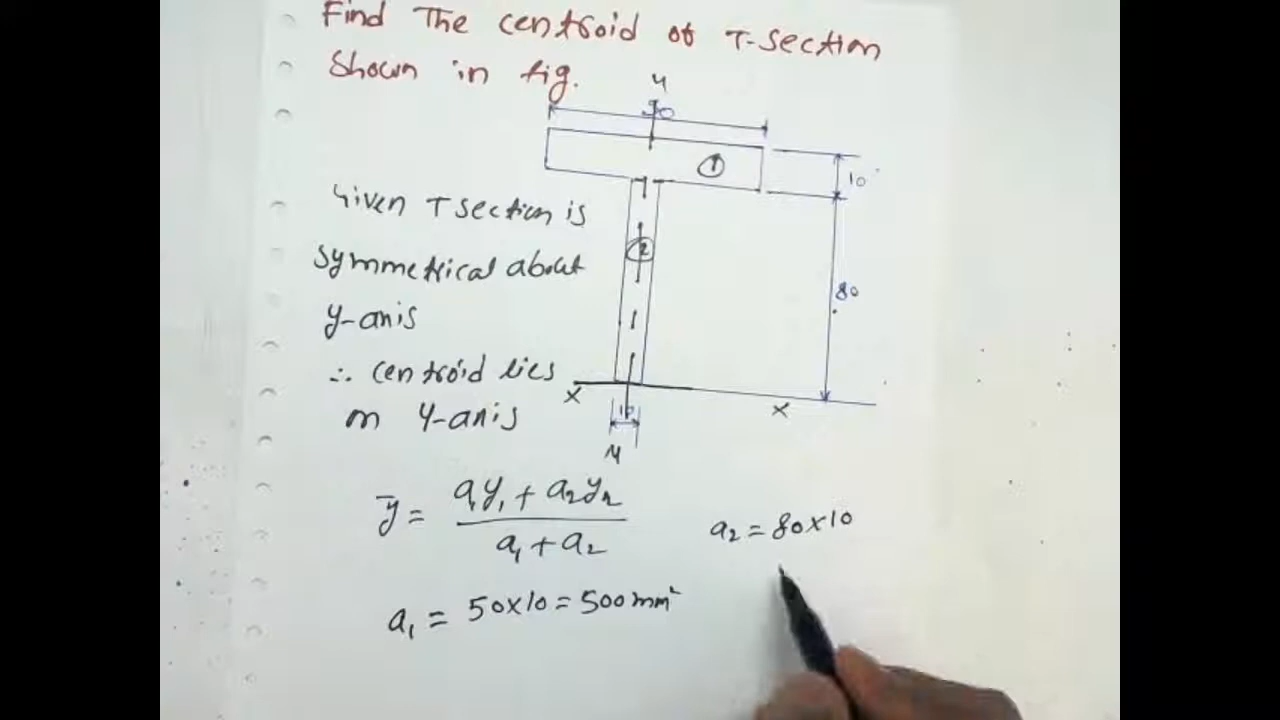 Find The centroid of T-section
Shown in fig.
y
50
①
10
Given T section is
symmetrical about
y-axis
∴ centroid lies
on y-axis
②
80
X
X
10
y
ȳ = a₁y₁ + a₂y₂
a₁ + a₂
a₂ = 80×10
a₁ = 50×10 = 500 mm²